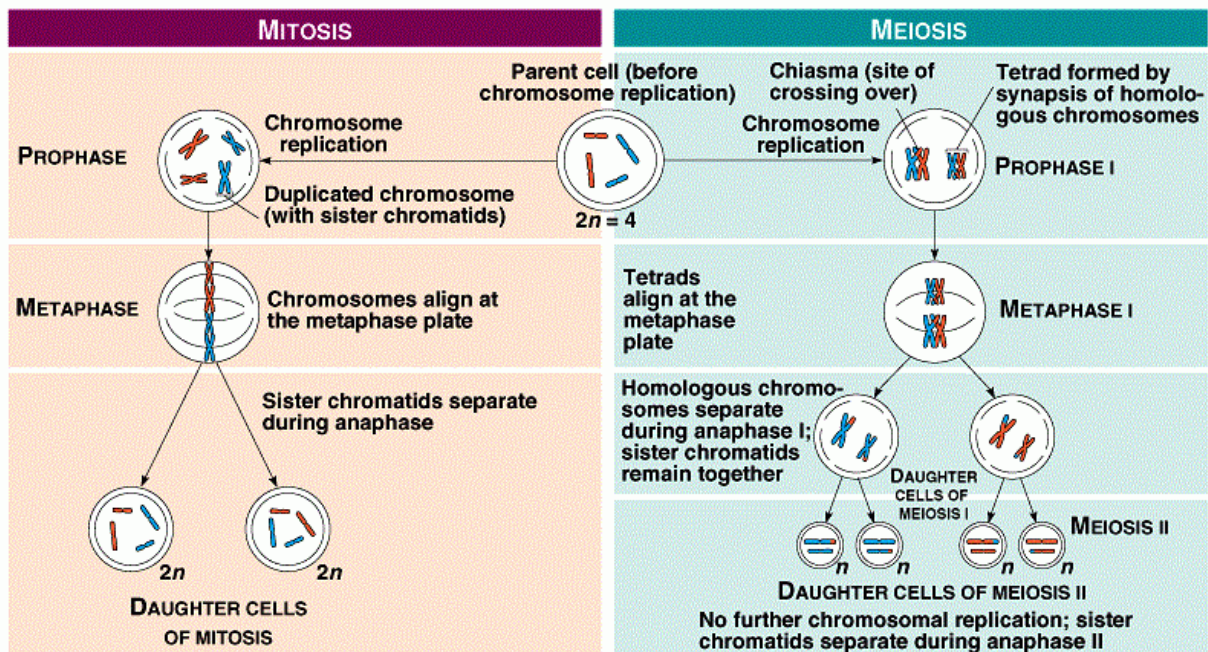 MITOSIS
MEIOSIS
PROPHASE
Chromosome
replication
Duplicated chromosome
(with sister chromatids)
Parent cell (before
chromosome replication)
2n = 4
Chiasma (site of
crossing over)
Chromosome
replication
Tetrad formed by
synapsis of homolo-
gous chromosomes
PROPHASE I
METAPHASE
Chromosomes align at
the metaphase plate
Tetrads
align at the
metaphase
plate
METAPHASE I
Sister chromatids separate
during anaphase
2n
2n
DAUGHTER CELLS
OF MITOSIS
Homologous chromo-
somes separate
during anaphase I;
sister chromatids
remain together
DAUGHTER
CELLS OF
MEIOSIS I
MEIOSIS II
n
n
n
n
DAUGHTER CELLS OF MEIOSIS II
No further chromosomal replication; sister
chromatids separate during anaphase II